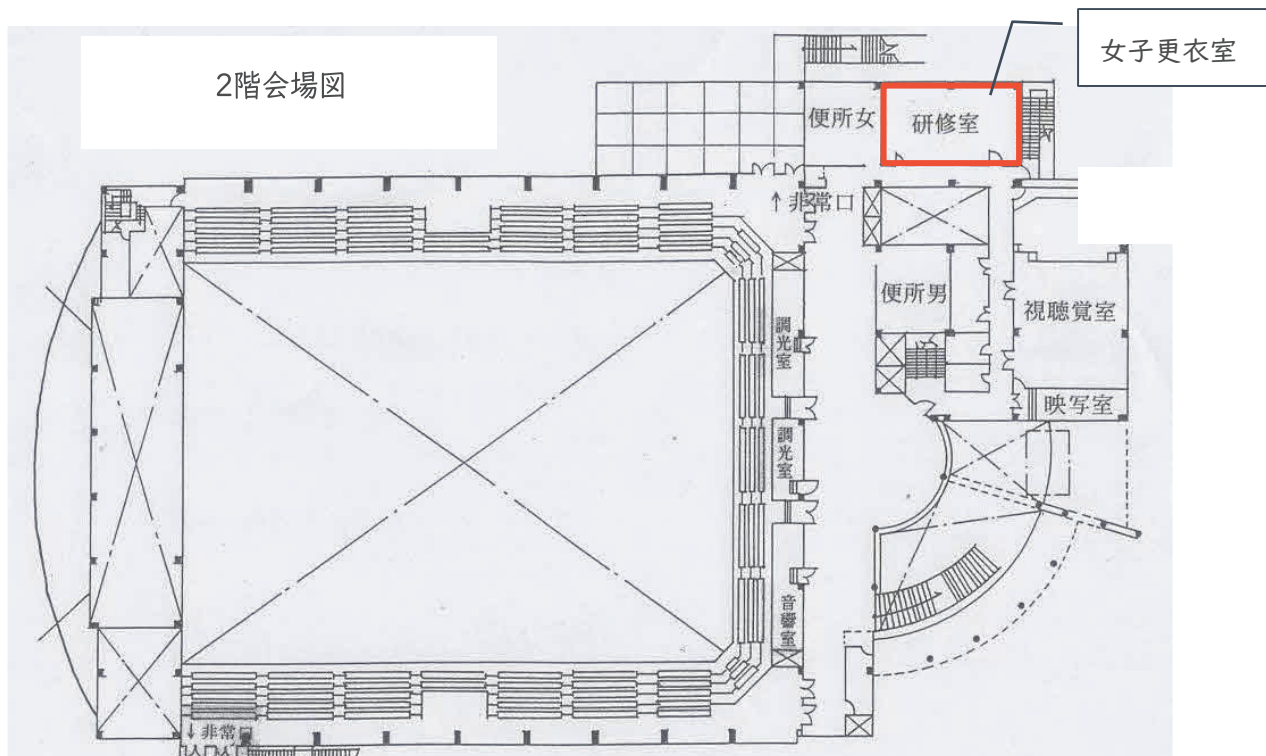 女子更衣室
2階会場図
便所女
研修室
↑非常口
便所男
視聴覚室
調光室
映写室
調光室
音響室
↓非常口